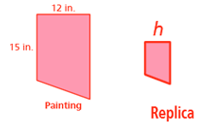 12 in.
h
15 in.
Painting
Replica